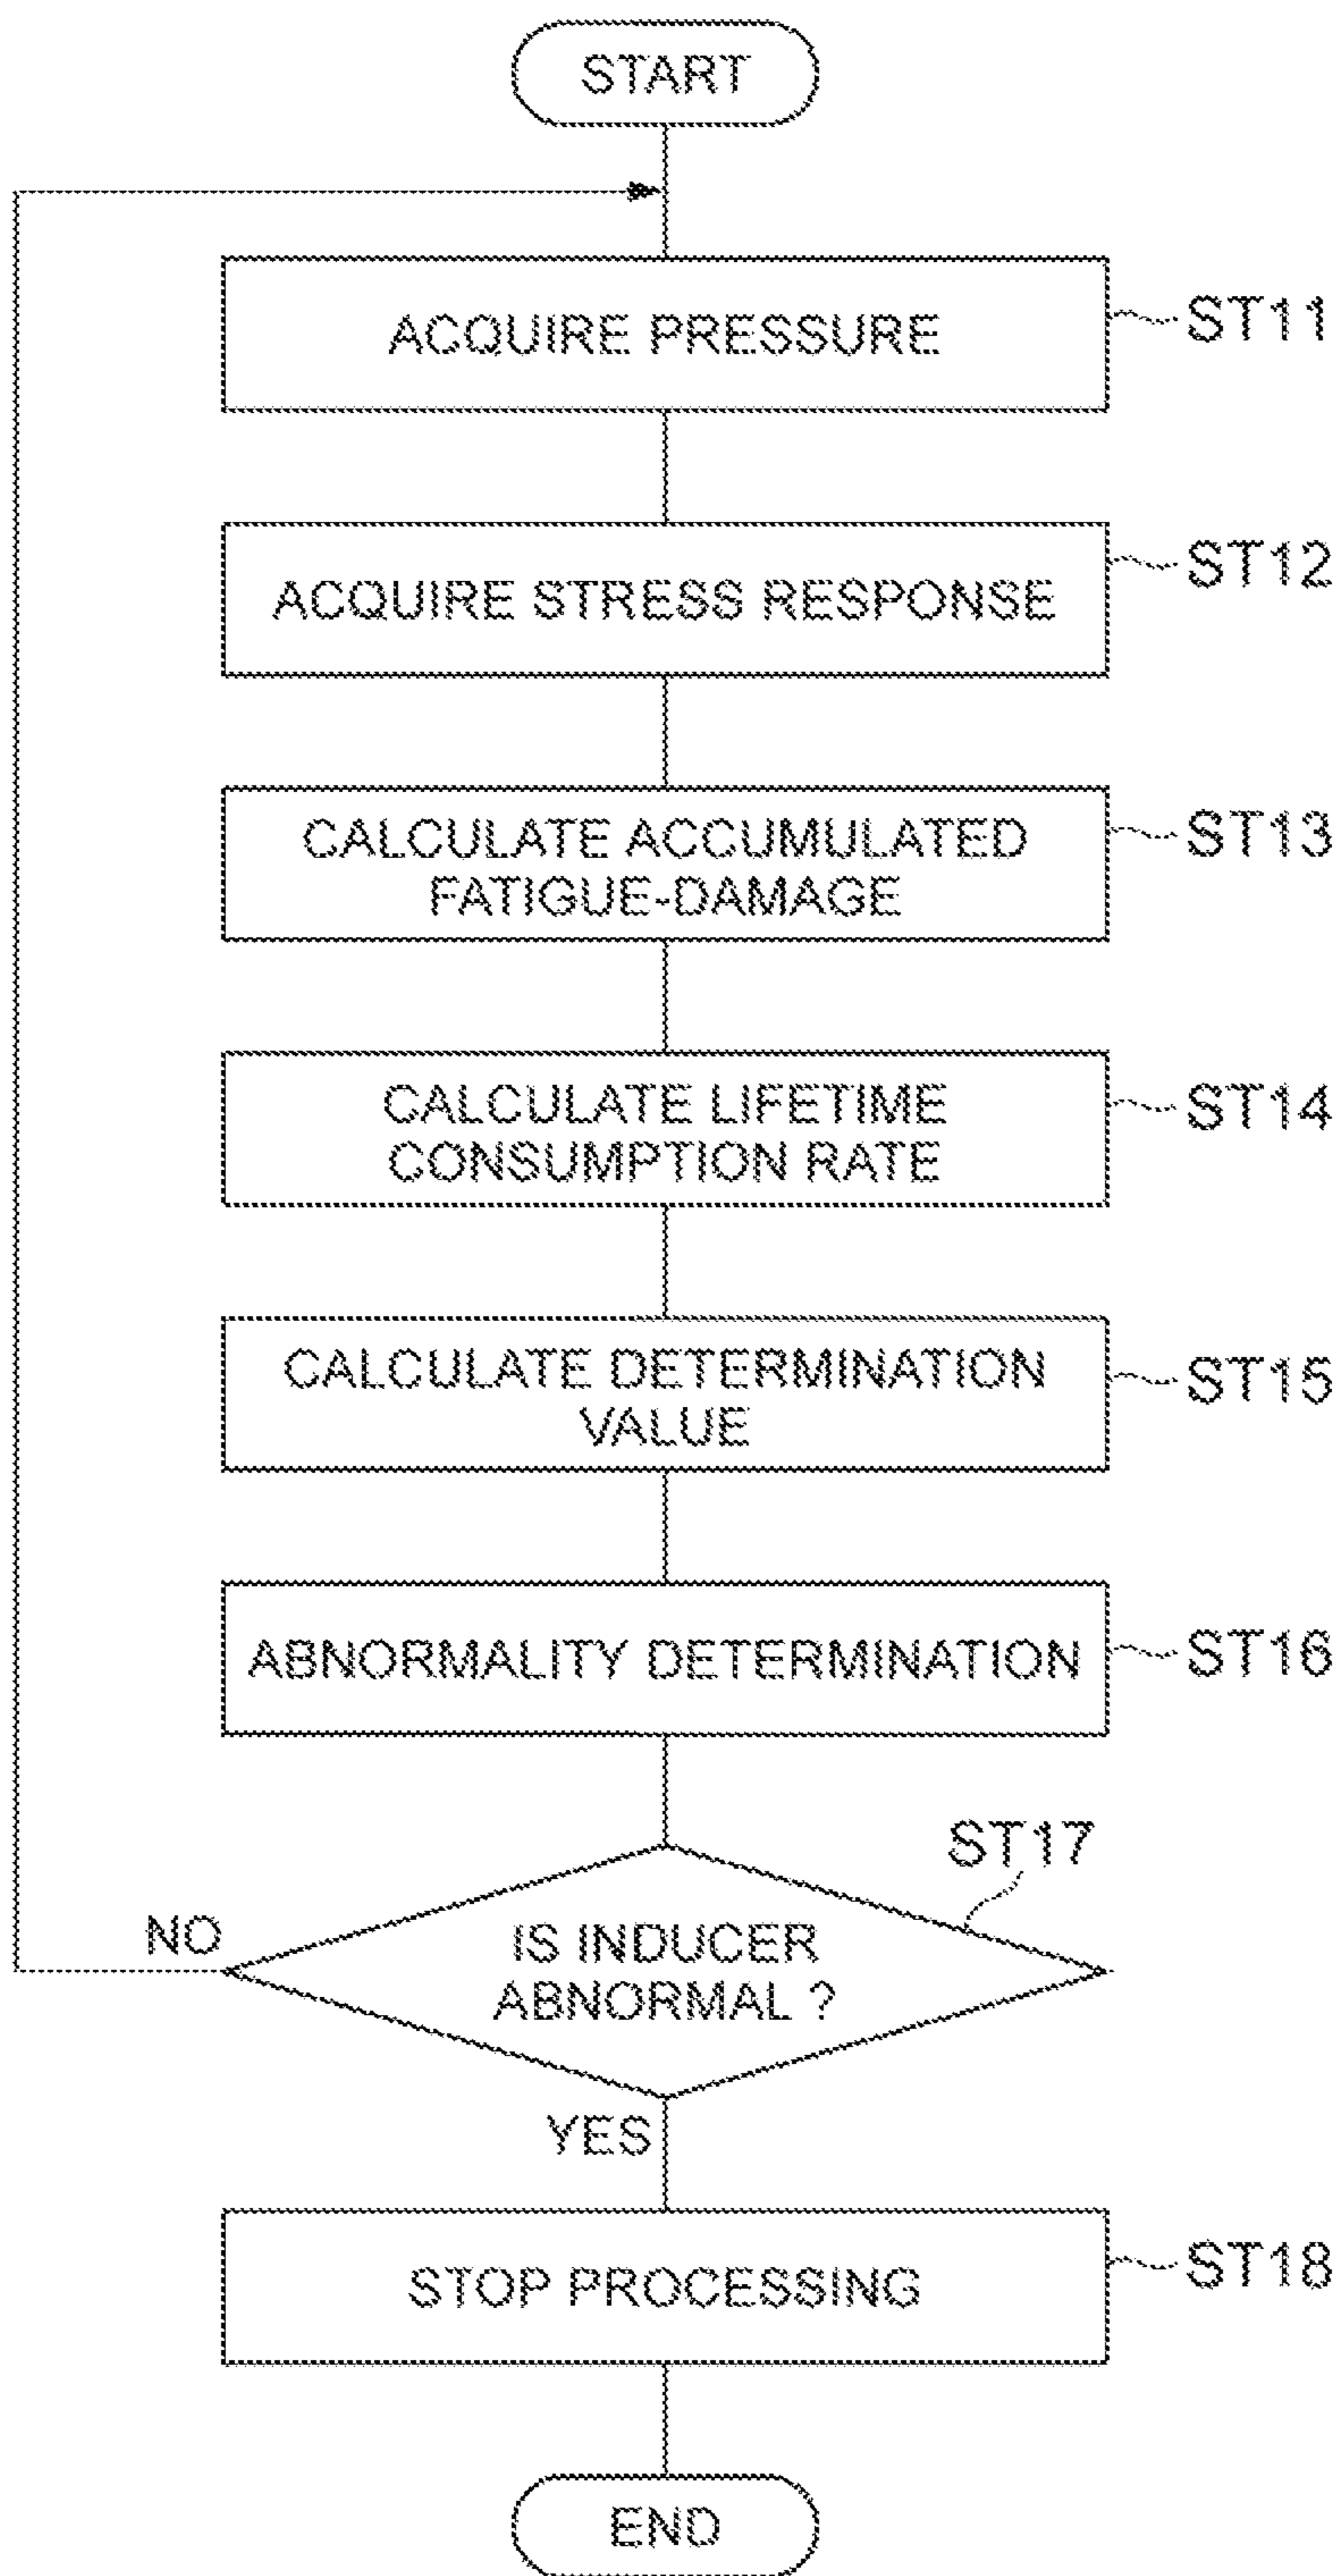 START
ACQUIRE PRESSURE
ST11
ACQUIRE STRESS RESPONSE
ST12
CALCULATE ACCUMULATED
FATIGUE-DAMAGE
ST13
CALCULATE LIFETIME
CONSUMPTION RATE
ST14
CALCULATE DETERMINATION
VALUE
ST15
ABNORMALITY DETERMINATION
ST16
ST17
NO
IS INDUCER
ABNORMAL ?
YES
STOP PROCESSING
ST18
END